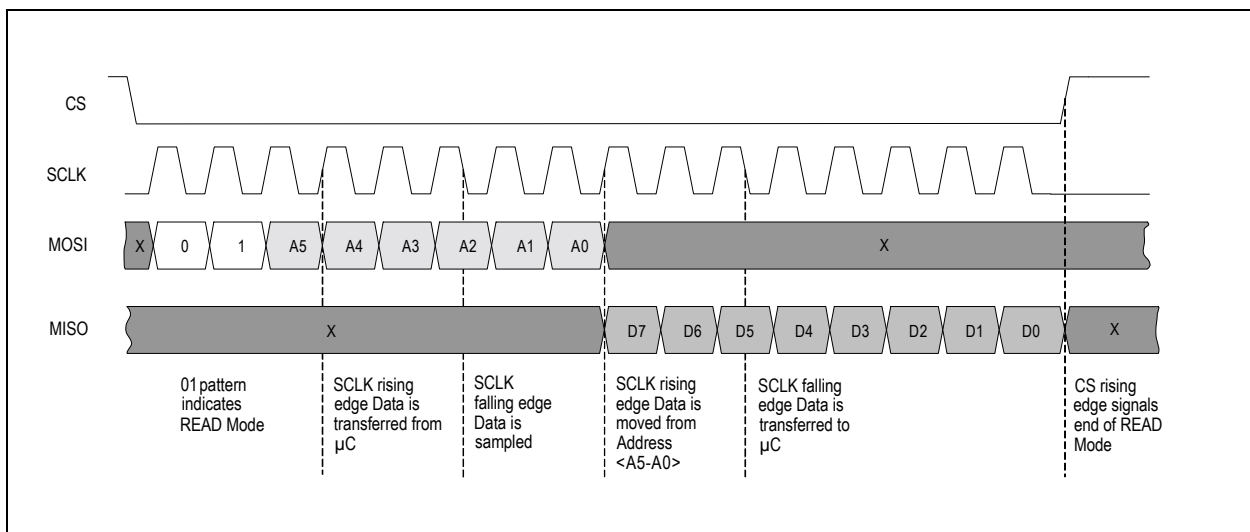 CS
SCLK
MOSI
X 0 1 A5 A4 A3 A2 A1 A0 X
MISO
X D7 D6 D5 D4 D3 D2 D1 D0 X
01 pattern
indicates
READ Mode
SCLK rising
edge Data is
transferred from
µC
SCLK
falling edge
Data is
sampled
SCLK rising
edge Data is
moved from
Address
<A5-A0>
SCLK falling
edge Data is
transferred to
µC
CS rising
edge signals
end of READ
Mode